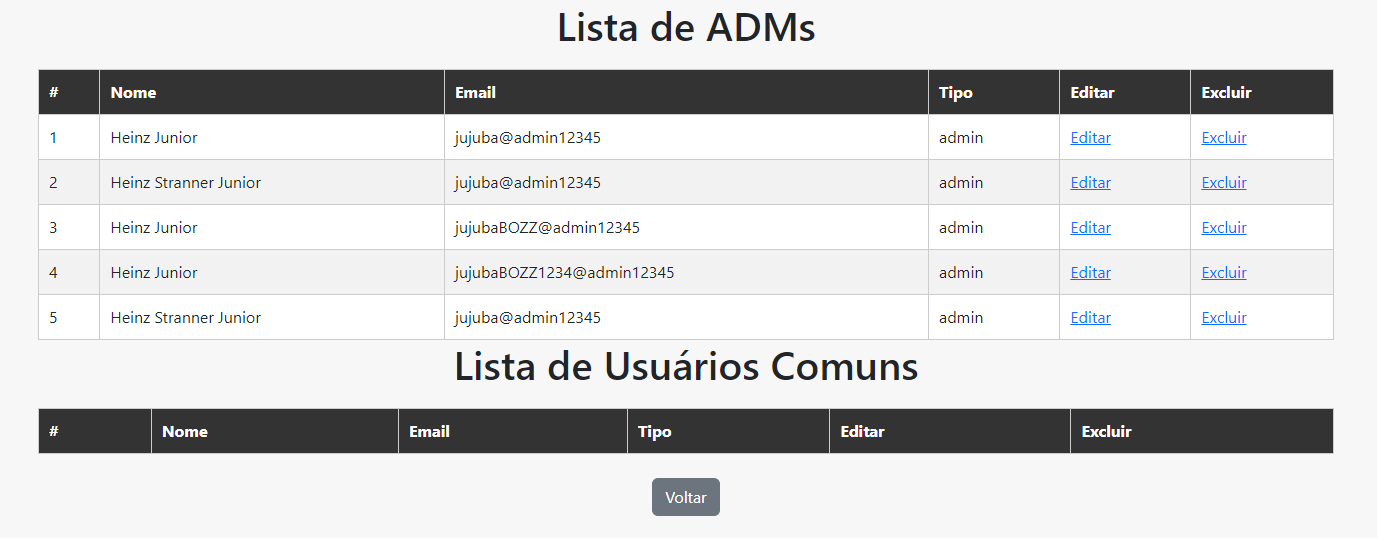 Lista de ADMs
# Nome Email Tipo Editar Excluir
1 Heinz Junior jujuba@admin12345 admin Editar Excluir
2 Heinz Stranner Junior jujuba@admin12345 admin Editar Excluir
3 Heinz Junior jujubaBOZZ@admin12345 admin Editar Excluir
4 Heinz Junior jujubaBOZZ1234@admin12345 admin Editar Excluir
5 Heinz Stranner Junior jujuba@admin12345 admin Editar Excluir
Lista de Usuários Comuns
# Nome Email Tipo Editar Excluir
Voltar